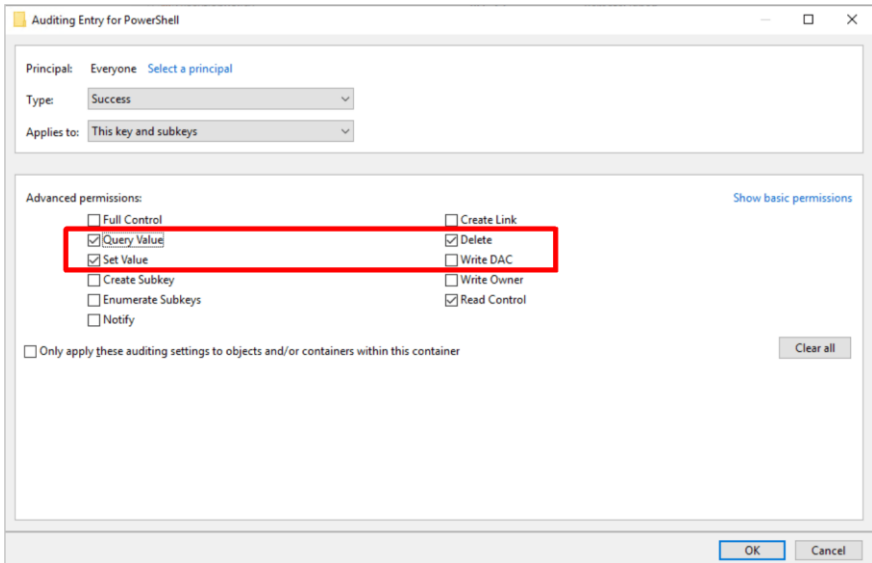 Auditing Entry for PowerShell
Principal: Everyone Select a principal
Type: Success
Applies to: This key and subkeys
Advanced permissions: Show basic permissions
Full Control Create Link
Query Value Delete
Set Value Write DAC
Create Subkey Write Owner
Enumerate Subkeys Read Control
Notify
Only apply these auditing settings to objects and/or containers within this container
Clear all
OK Cancel